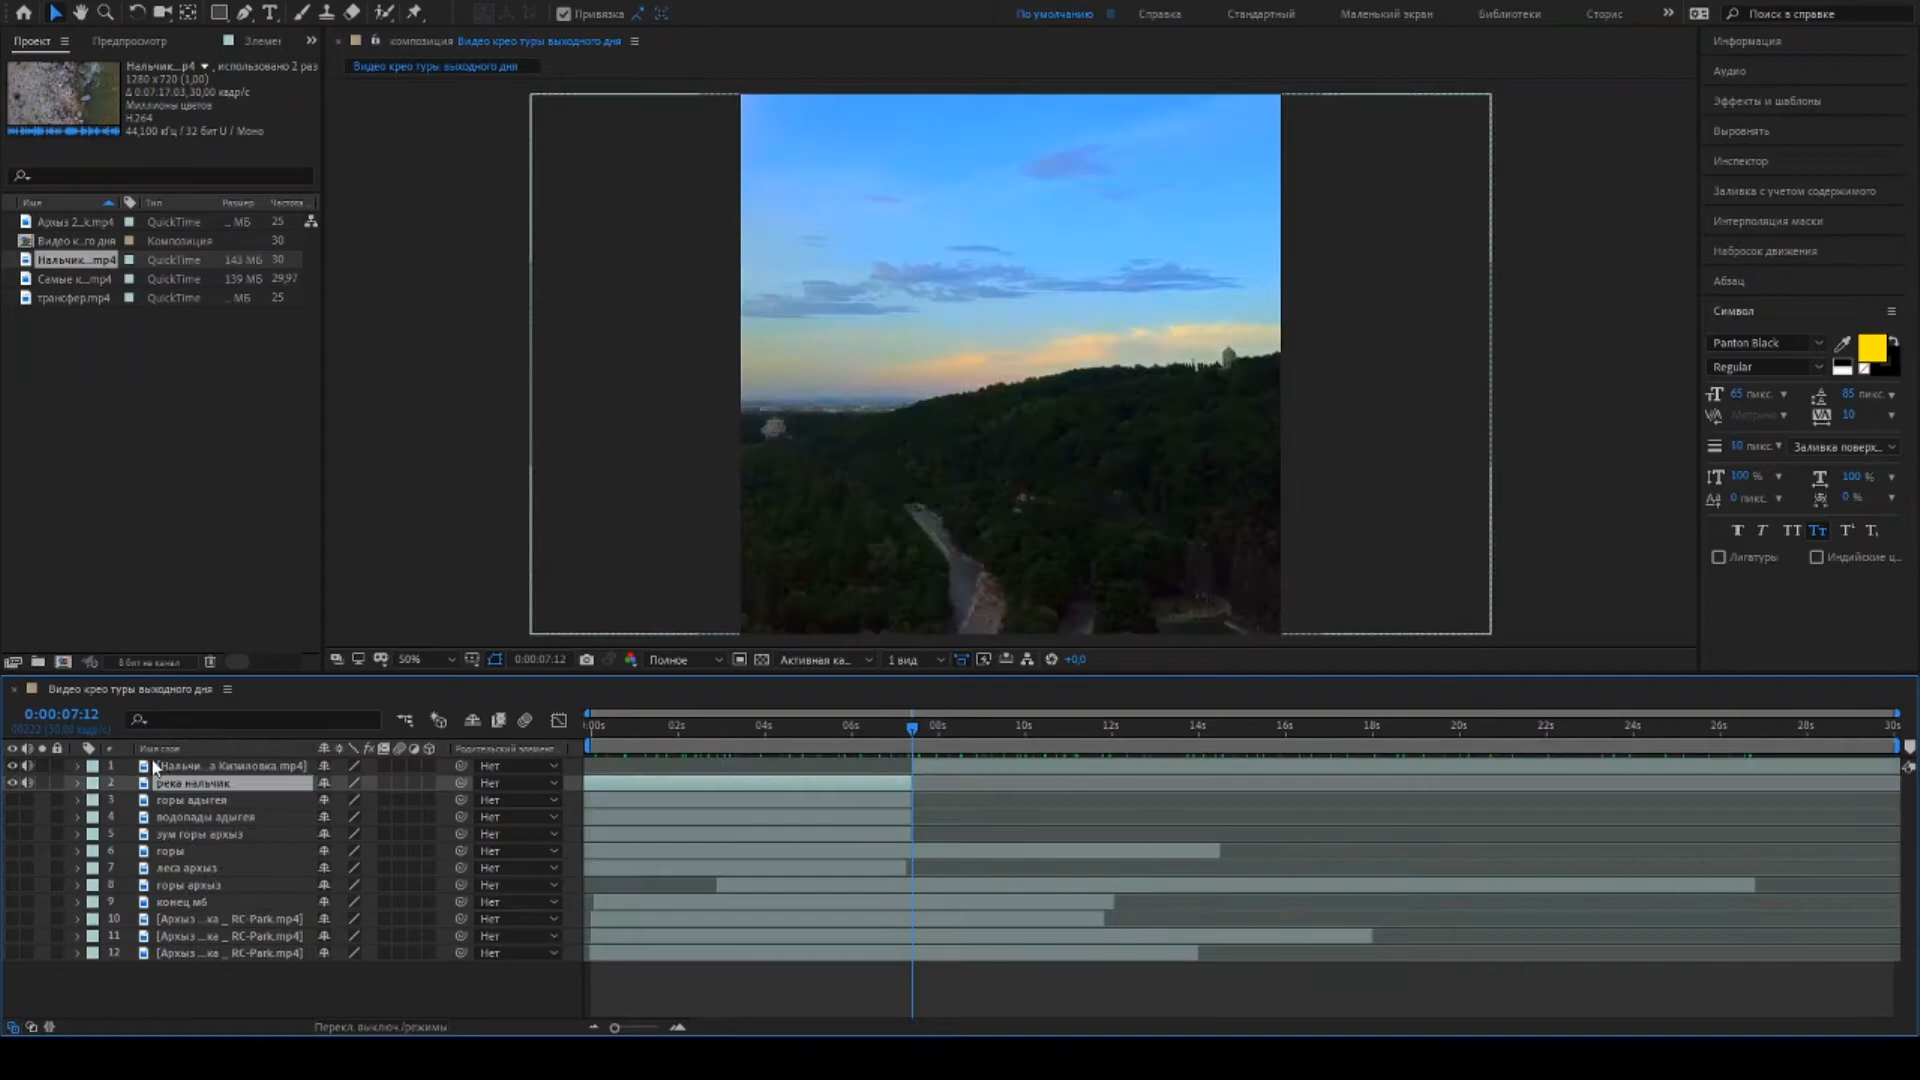 Привязка
По умолчанию
Справка
Стандартный
Маленький экран
Библиотеки
Сторис
Поиск в справке
Проект
Предпросмотр
Элемен
композиция Видео крео туры выходного дня
Видео крео туры выходного дня
Нальчик...p4 , использовано 2 раз
1280 x 720 (1,00)
Δ 0:07:17:03, 30,00 кадр/с
Миллионы цветов
H.264
44,100 кГц / 32 бит U / Моно
Имя Тип Размер Частота
Архыз 2...k.mp4 QuickTime ... МБ 25
Видео к...го дня Композиция 30
Нальчик....mp4 QuickTime 143 МБ 30
Самые к....mp4 QuickTime 139 МБ 29,97
трансфер.mp4 QuickTime ... МБ 25
8 бит на канал
50%
0:00:07:12
Полное
Активная ка...
1 вид
+0,0
Информация
Аудио
Эффекты и шаблоны
Выровнять
Инспектор
Заливка с учетом содержимого
Интерполяция маски
Набросок движения
Абзац
Символ
Panton Black
Regular
65 пикс.
85 пикс.
Метрике
10
10 пикс.
Заливка поверх...
100 %
100 %
0 пикс.
0 %
Лигатуры
Индийские ц...
Видео крео туры выходного дня
0:00:07:12
00222 (30,00 кадр/с)
:00s 02s 04s 06s 08s 10s 12s 14s 16s 18s 20s 22s 24s 26s 28s 30s
# Имя слоя Родительский элемент...
1 [Нальчи...а Кизиловка.mp4] Нет
2 река нальчик Нет
3 горы адыгея Нет
4 водопады адыгея Нет
5 зум горы архыз Нет
6 горы Нет
7 леса архыз Нет
8 горы архыз Нет
9 конец мб Нет
10 [Архыз ...ка _ RC-Park.mp4] Нет
11 [Архыз ...ка _ RC-Park.mp4] Нет
12 [Архыз ...ка _ RC-Park.mp4] Нет
Перекл. выключ./режимы